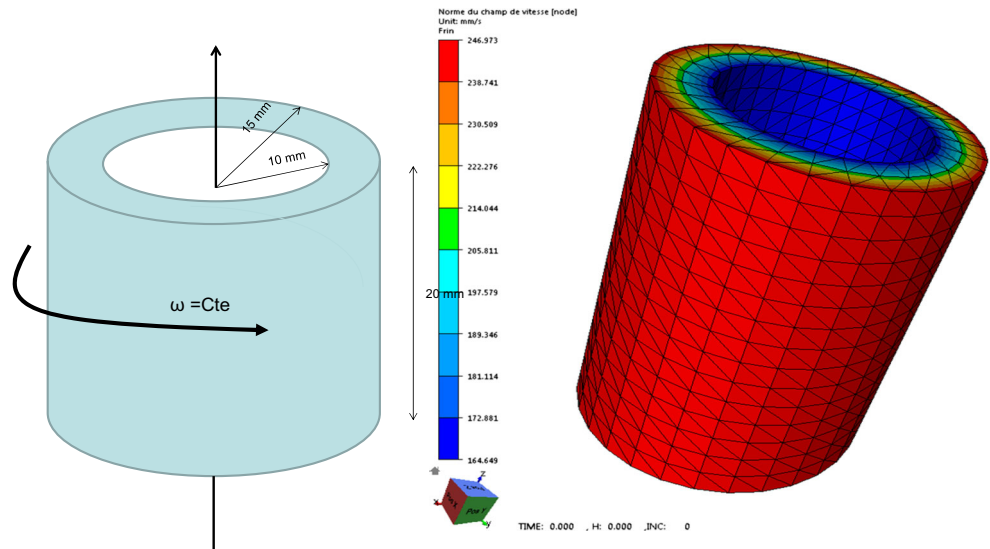 15 mm
10 mm
ω =Cte
20 mm
Norme du champ de vitesse [node]
Unit: mm/s
Frin
246.973
238.741
230.509
222.276
214.044
205.811
197.579
189.346
181.114
172.881
164.649
z
x
Pos X
Pos Y
y
TIME: 0.000 , H: 0.000 ,INC: 0